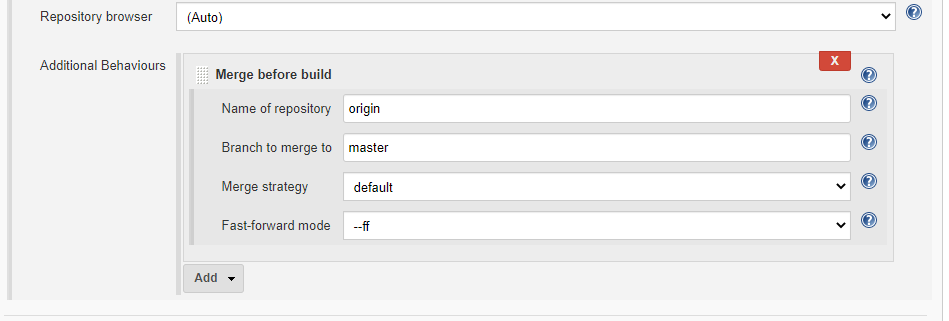 Repository browser (Auto) ?
Additional Behaviours
X
Merge before build ?
Name of repository origin ?
Branch to merge to master ?
Merge strategy default ?
Fast-forward mode --ff ?
Add